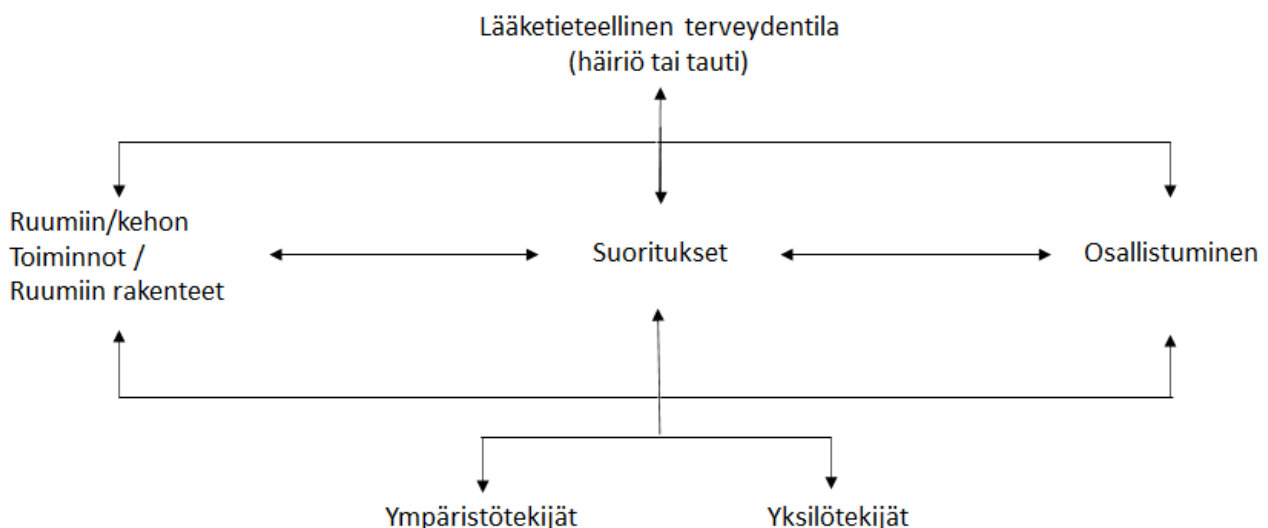 Lääketieteellinen terveydentila
(häiriö tai tauti)
Ruumiin/kehon
Toiminnot /
Ruumiin rakenteet
Suoritukset
Osallistuminen
Ympäristötekijät
Yksilötekijät